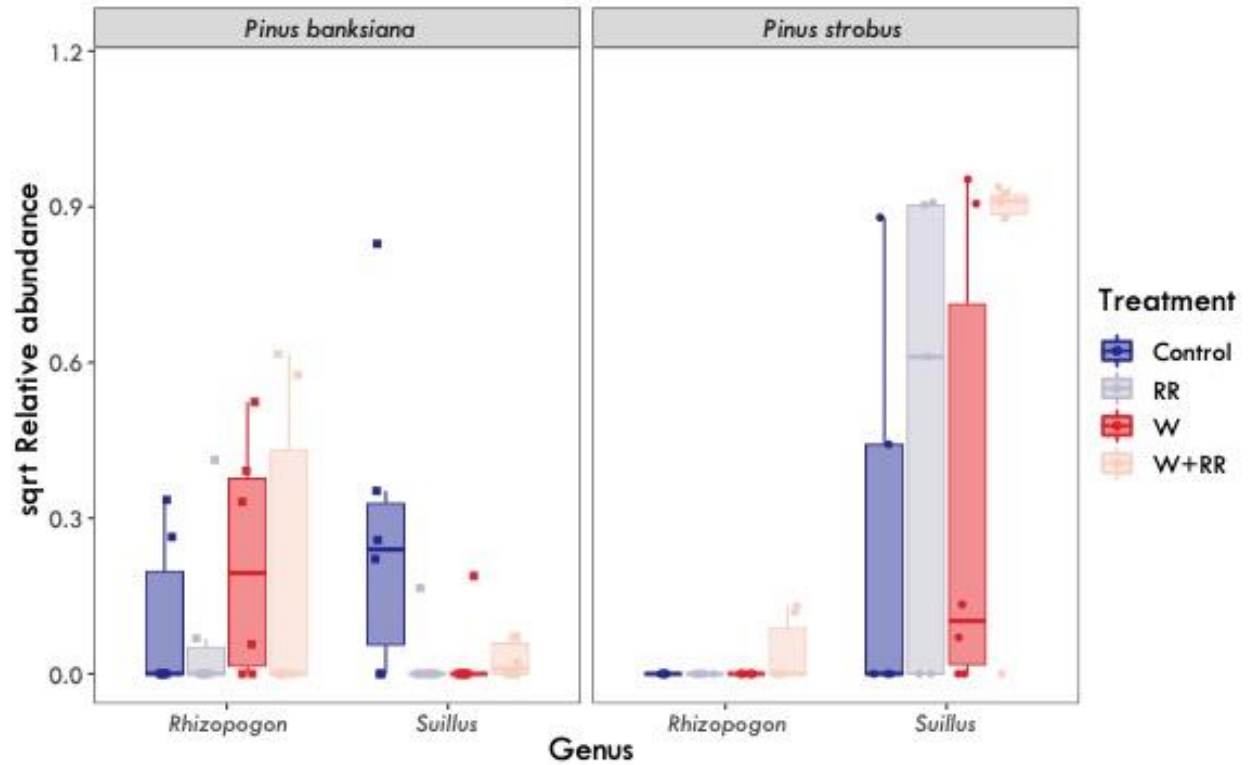 Pinus banksiana
Pinus strobus
1.2
0.9
0.6
0.3
0.0
sqrt Relative abundance
Rhizopogon
Suillus
Rhizopogon
Suillus
Genus
Treatment
Control
RR
W
W+RR